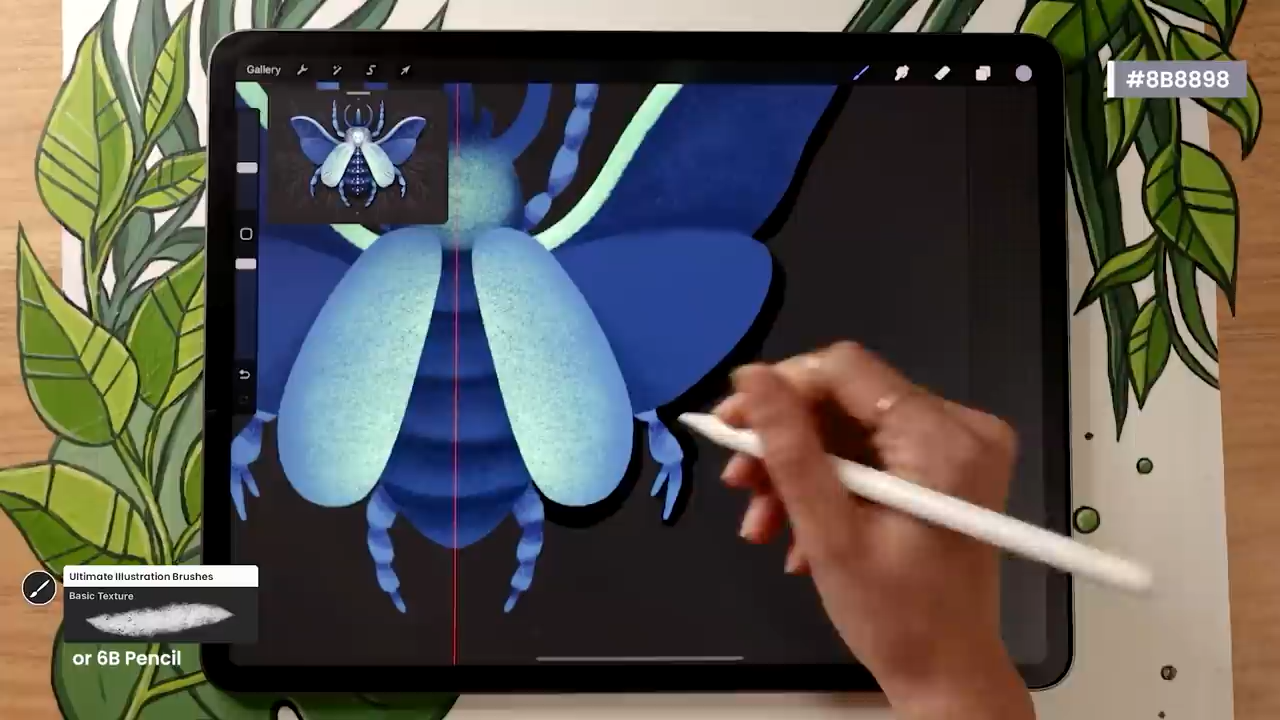 Gallery
#8B8898
Ultimate Illustration Brushes
Basic Texture
or 6B Pencil